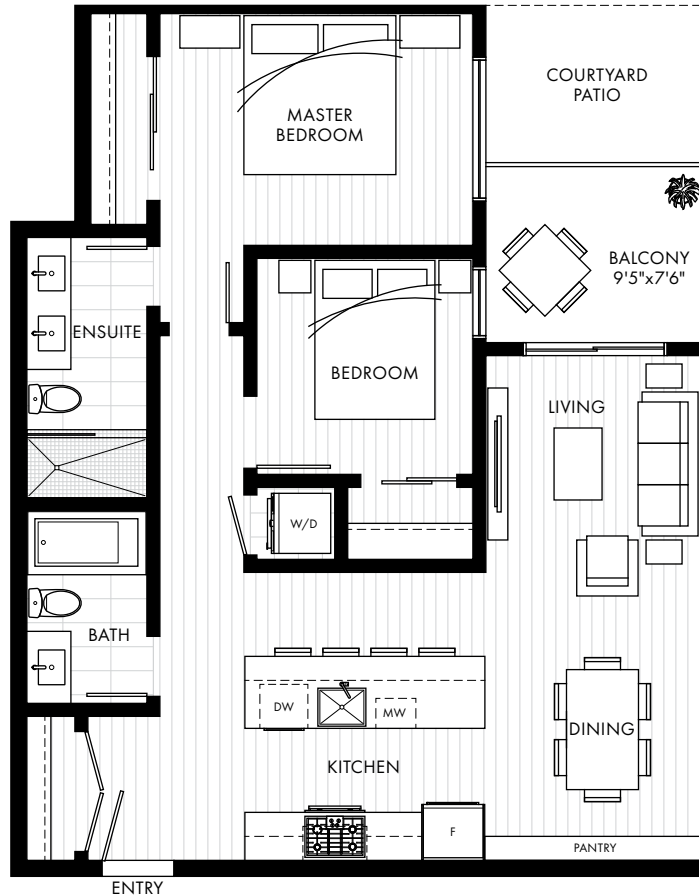 COURTYARD
PATIO
MASTER
BEDROOM
BALCONY
9'5"x7'6"
ENSUITE
BEDROOM
LIVING
W/D
BATH
DW
MW
DINING
KITCHEN
F
PANTRY
ENTRY